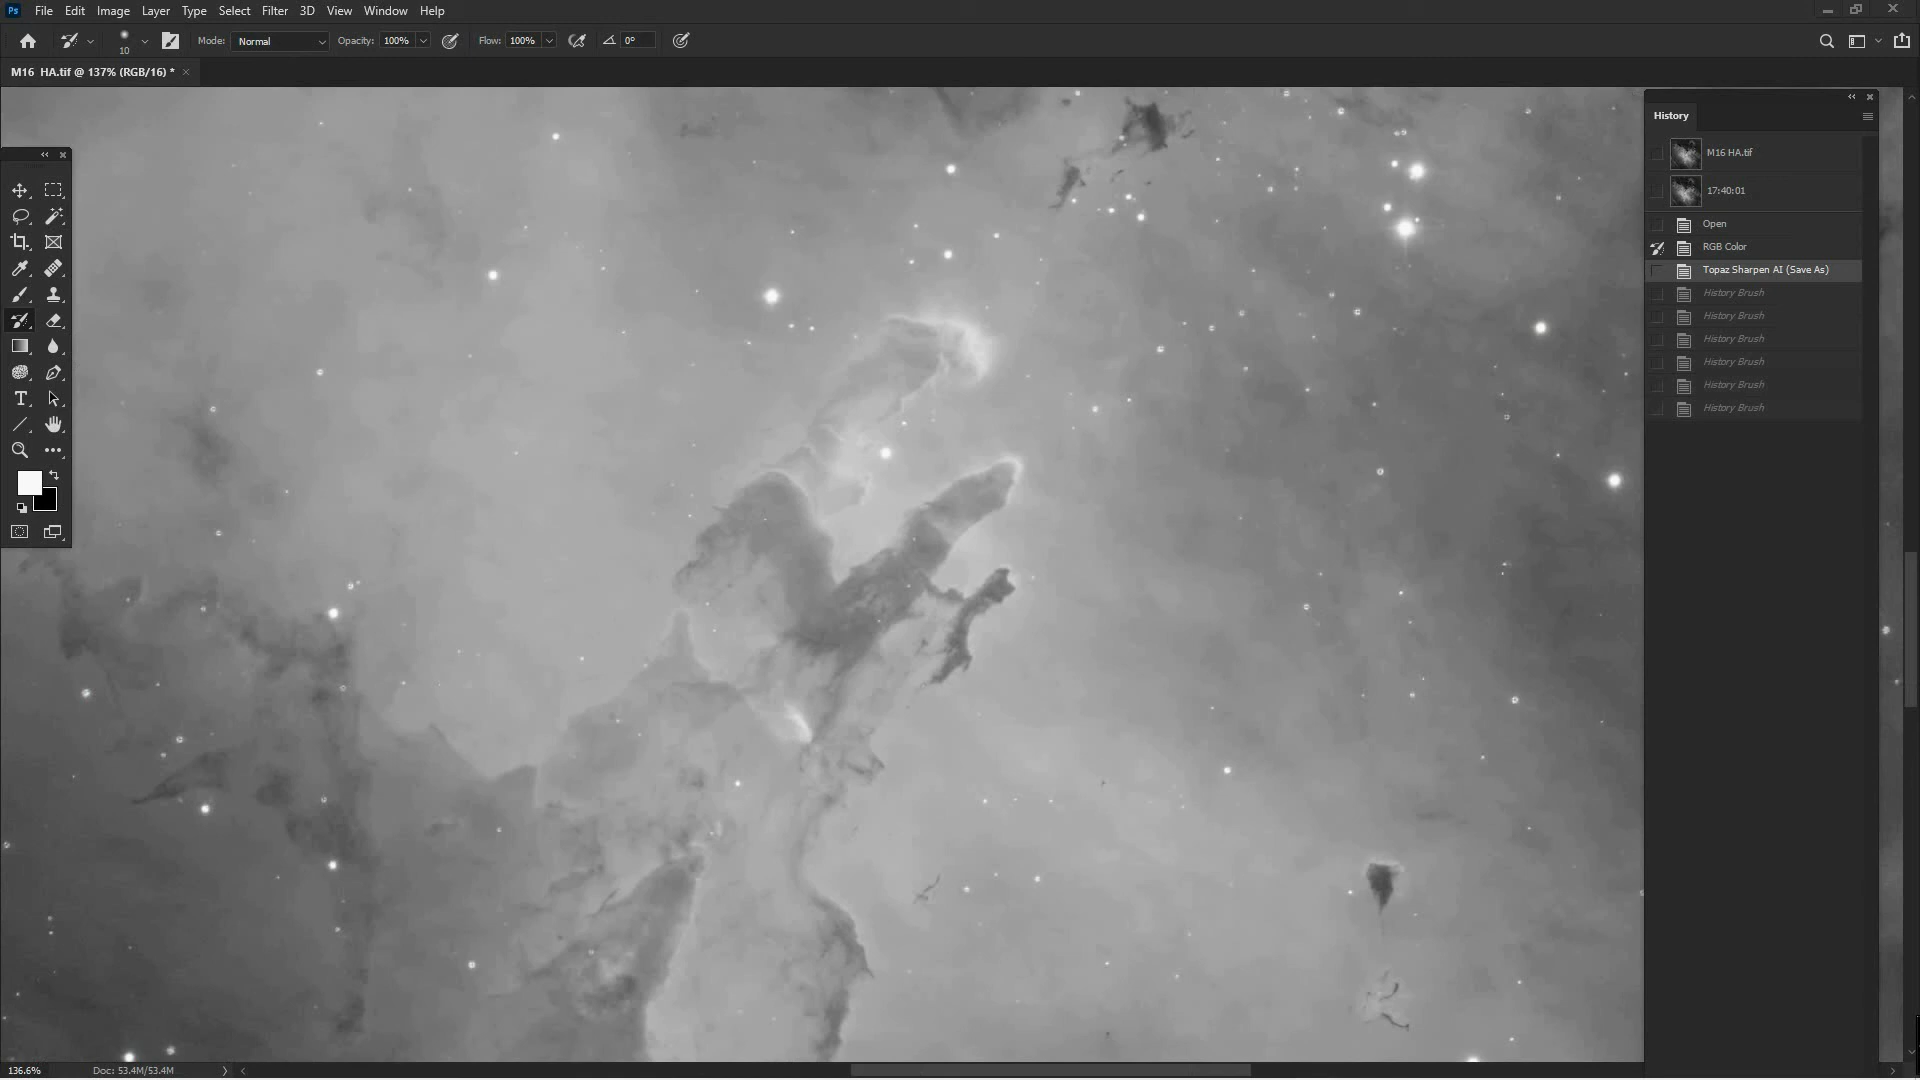 Ps File Edit Image Layer Type Select Filter 3D View Window Help
10 Mode: Normal Opacity: 100% Flow: 100% 0°
M16 HA.tif @ 137% (RGB/16) *
History
M16 HA.tif
17:40:01
Open
RGB Color
Topaz Sharpen AI (Save As)
History Brush
History Brush
History Brush
History Brush
History Brush
History Brush
136.6% Doc: 53.4M/53.4M